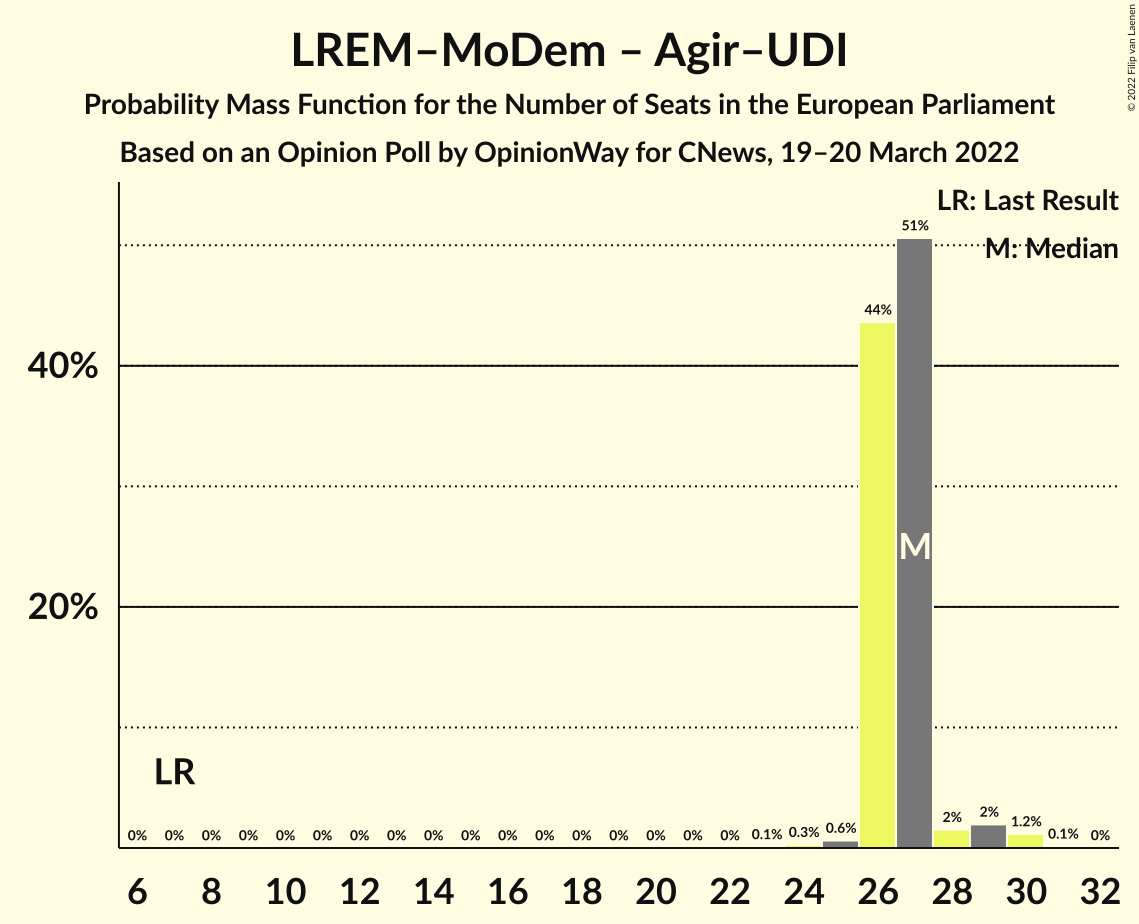 LREM–MoDem – Agir–UDI
Probability Mass Function for the Number of Seats in the European Parliament
Based on an Opinion Poll by OpinionWay for CNews, 19–20 March 2022
© 2022 Filip van Laenen
LR: Last Result
M: Median
51%
44%
40%
M
20%
LR
0% 0% 0% 0% 0% 0% 0% 0% 0% 0% 0% 0% 0% 0% 0% 0% 0% 0.1% 0.3% 0.6% 2% 2% 1.2% 0.1% 0%
6 8 10 12 14 16 18 20 22 24 26 28 30 32